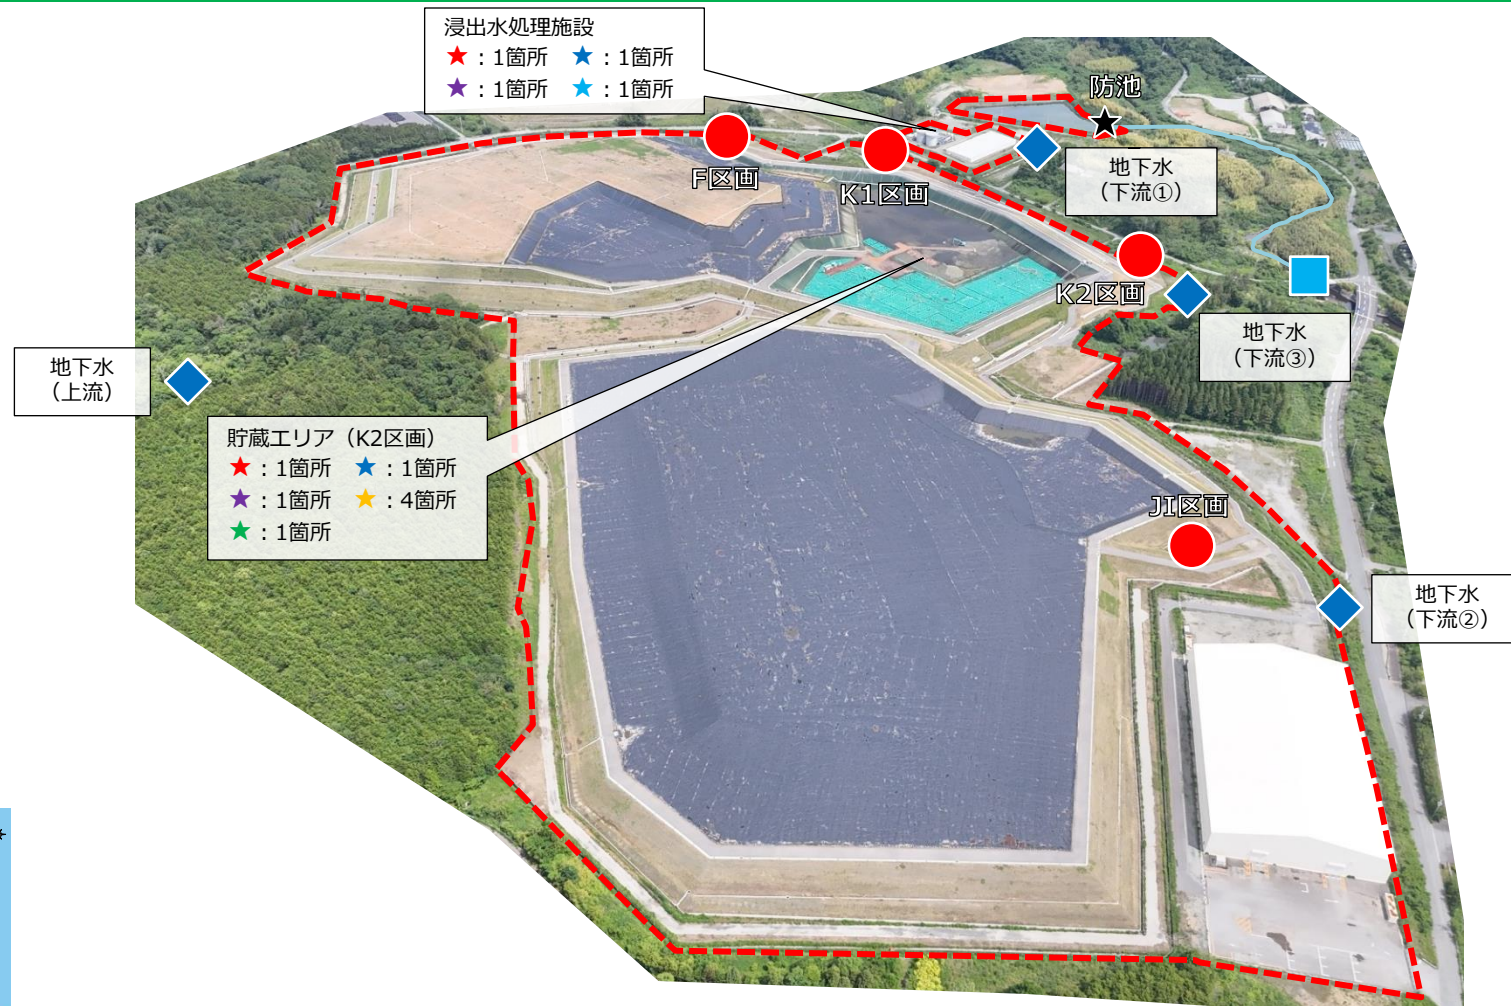 浸出水処理施設
★：1箇所 ★：1箇所
★：1箇所 ★：1箇所
防池
F区画
K1区画
地下水
（下流①）
K2区画
地下水
（下流③）
地下水
（上流）
貯蔵エリア（K2区画）
★：1箇所 ★：1箇所
★：1箇所 ★：4箇所
★：1箇所
JI区画
地下水
（下流②）